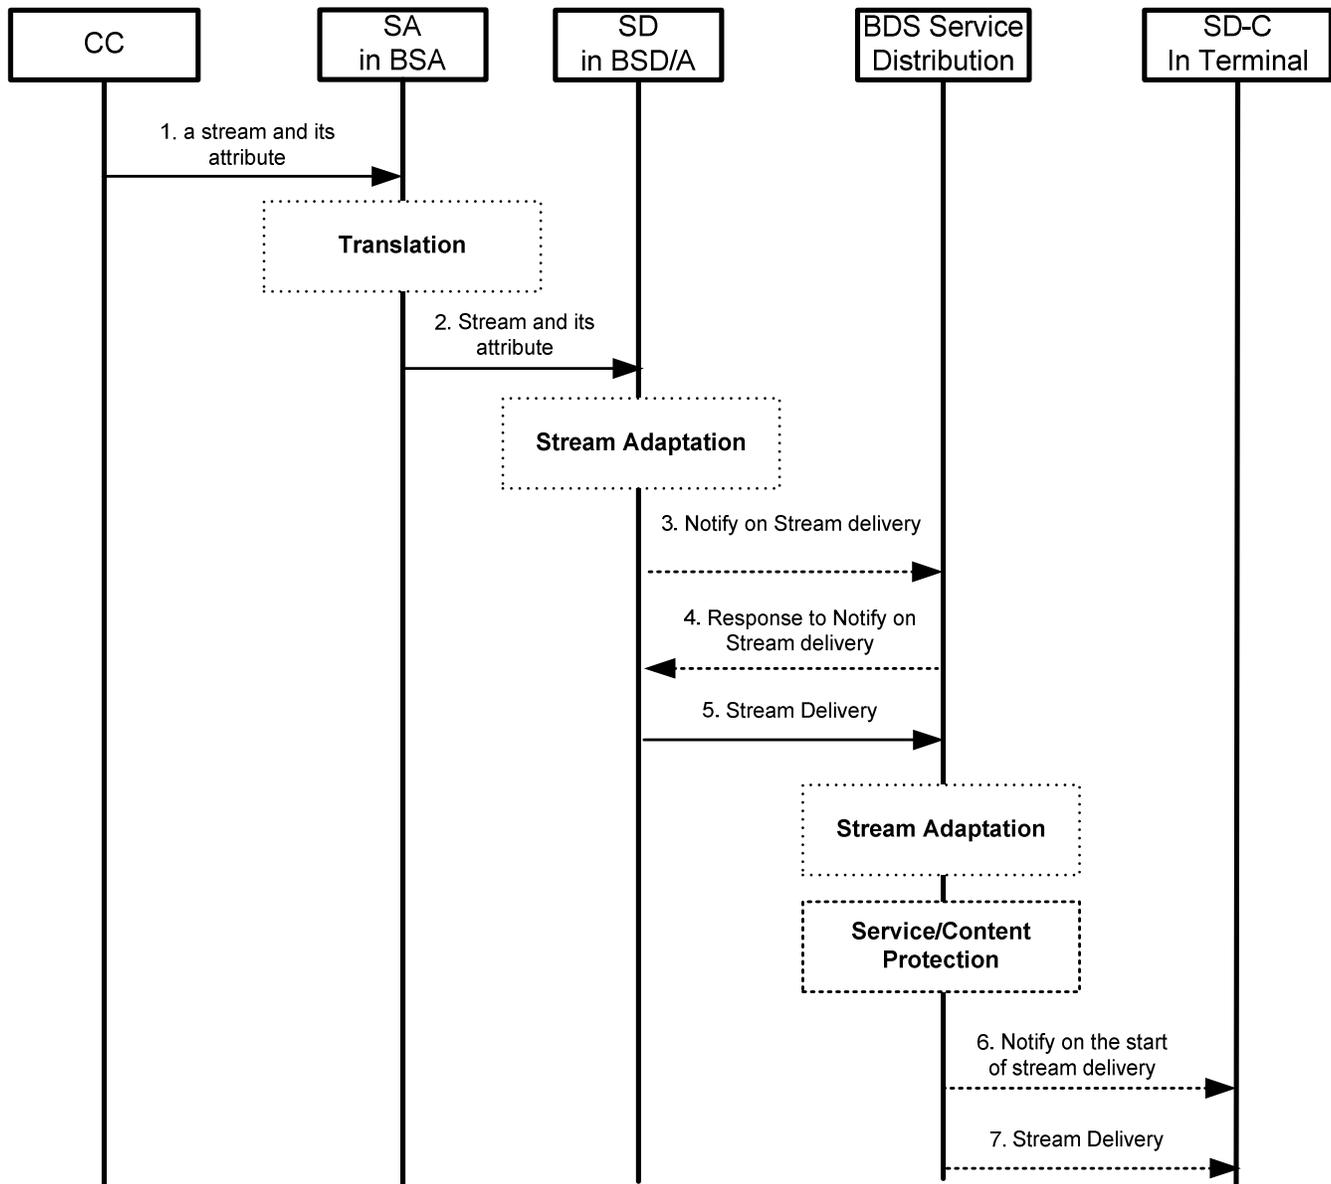 CC
SA
in BSA
SD
in BSD/A
BDS Service
Distribution
SD-C
In Terminal
1. a stream and its
attribute
Translation
2. Stream and its
attribute
Stream Adaptation
3. Notify on Stream delivery
4. Response to Notify on
Stream delivery
5. Stream Delivery
Stream Adaptation
Service/Content
Protection
6. Notify on the start
of stream delivery
7. Stream Delivery